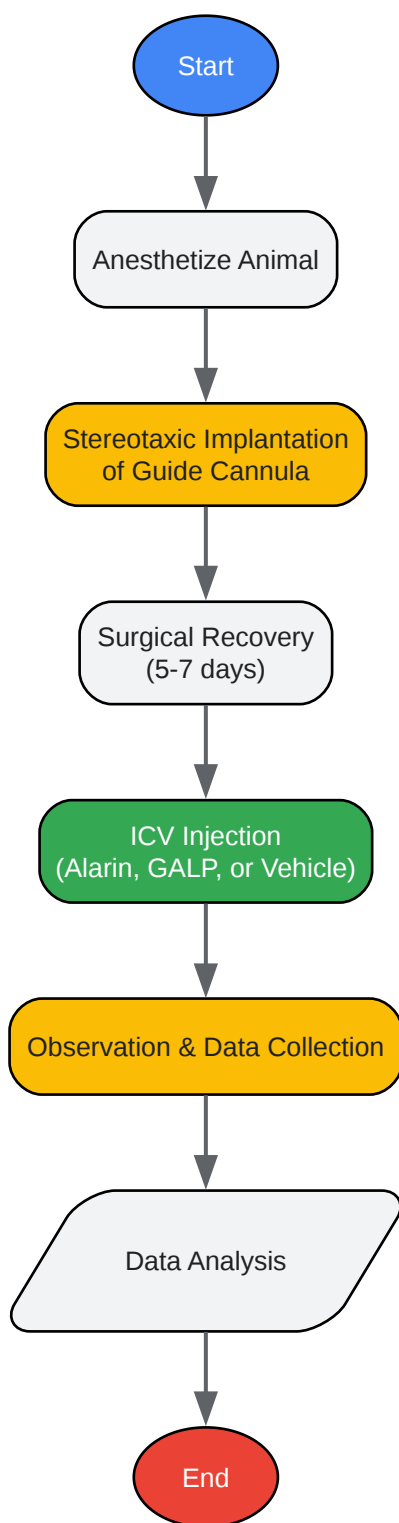 Start
Anesthetize Animal
Stereotaxic Implantation
of Guide Cannula
Surgical Recovery
(5-7 days)
ICV Injection
(Alarin, GALP, or Vehicle)
Observation & Data Collection
Data Analysis
End